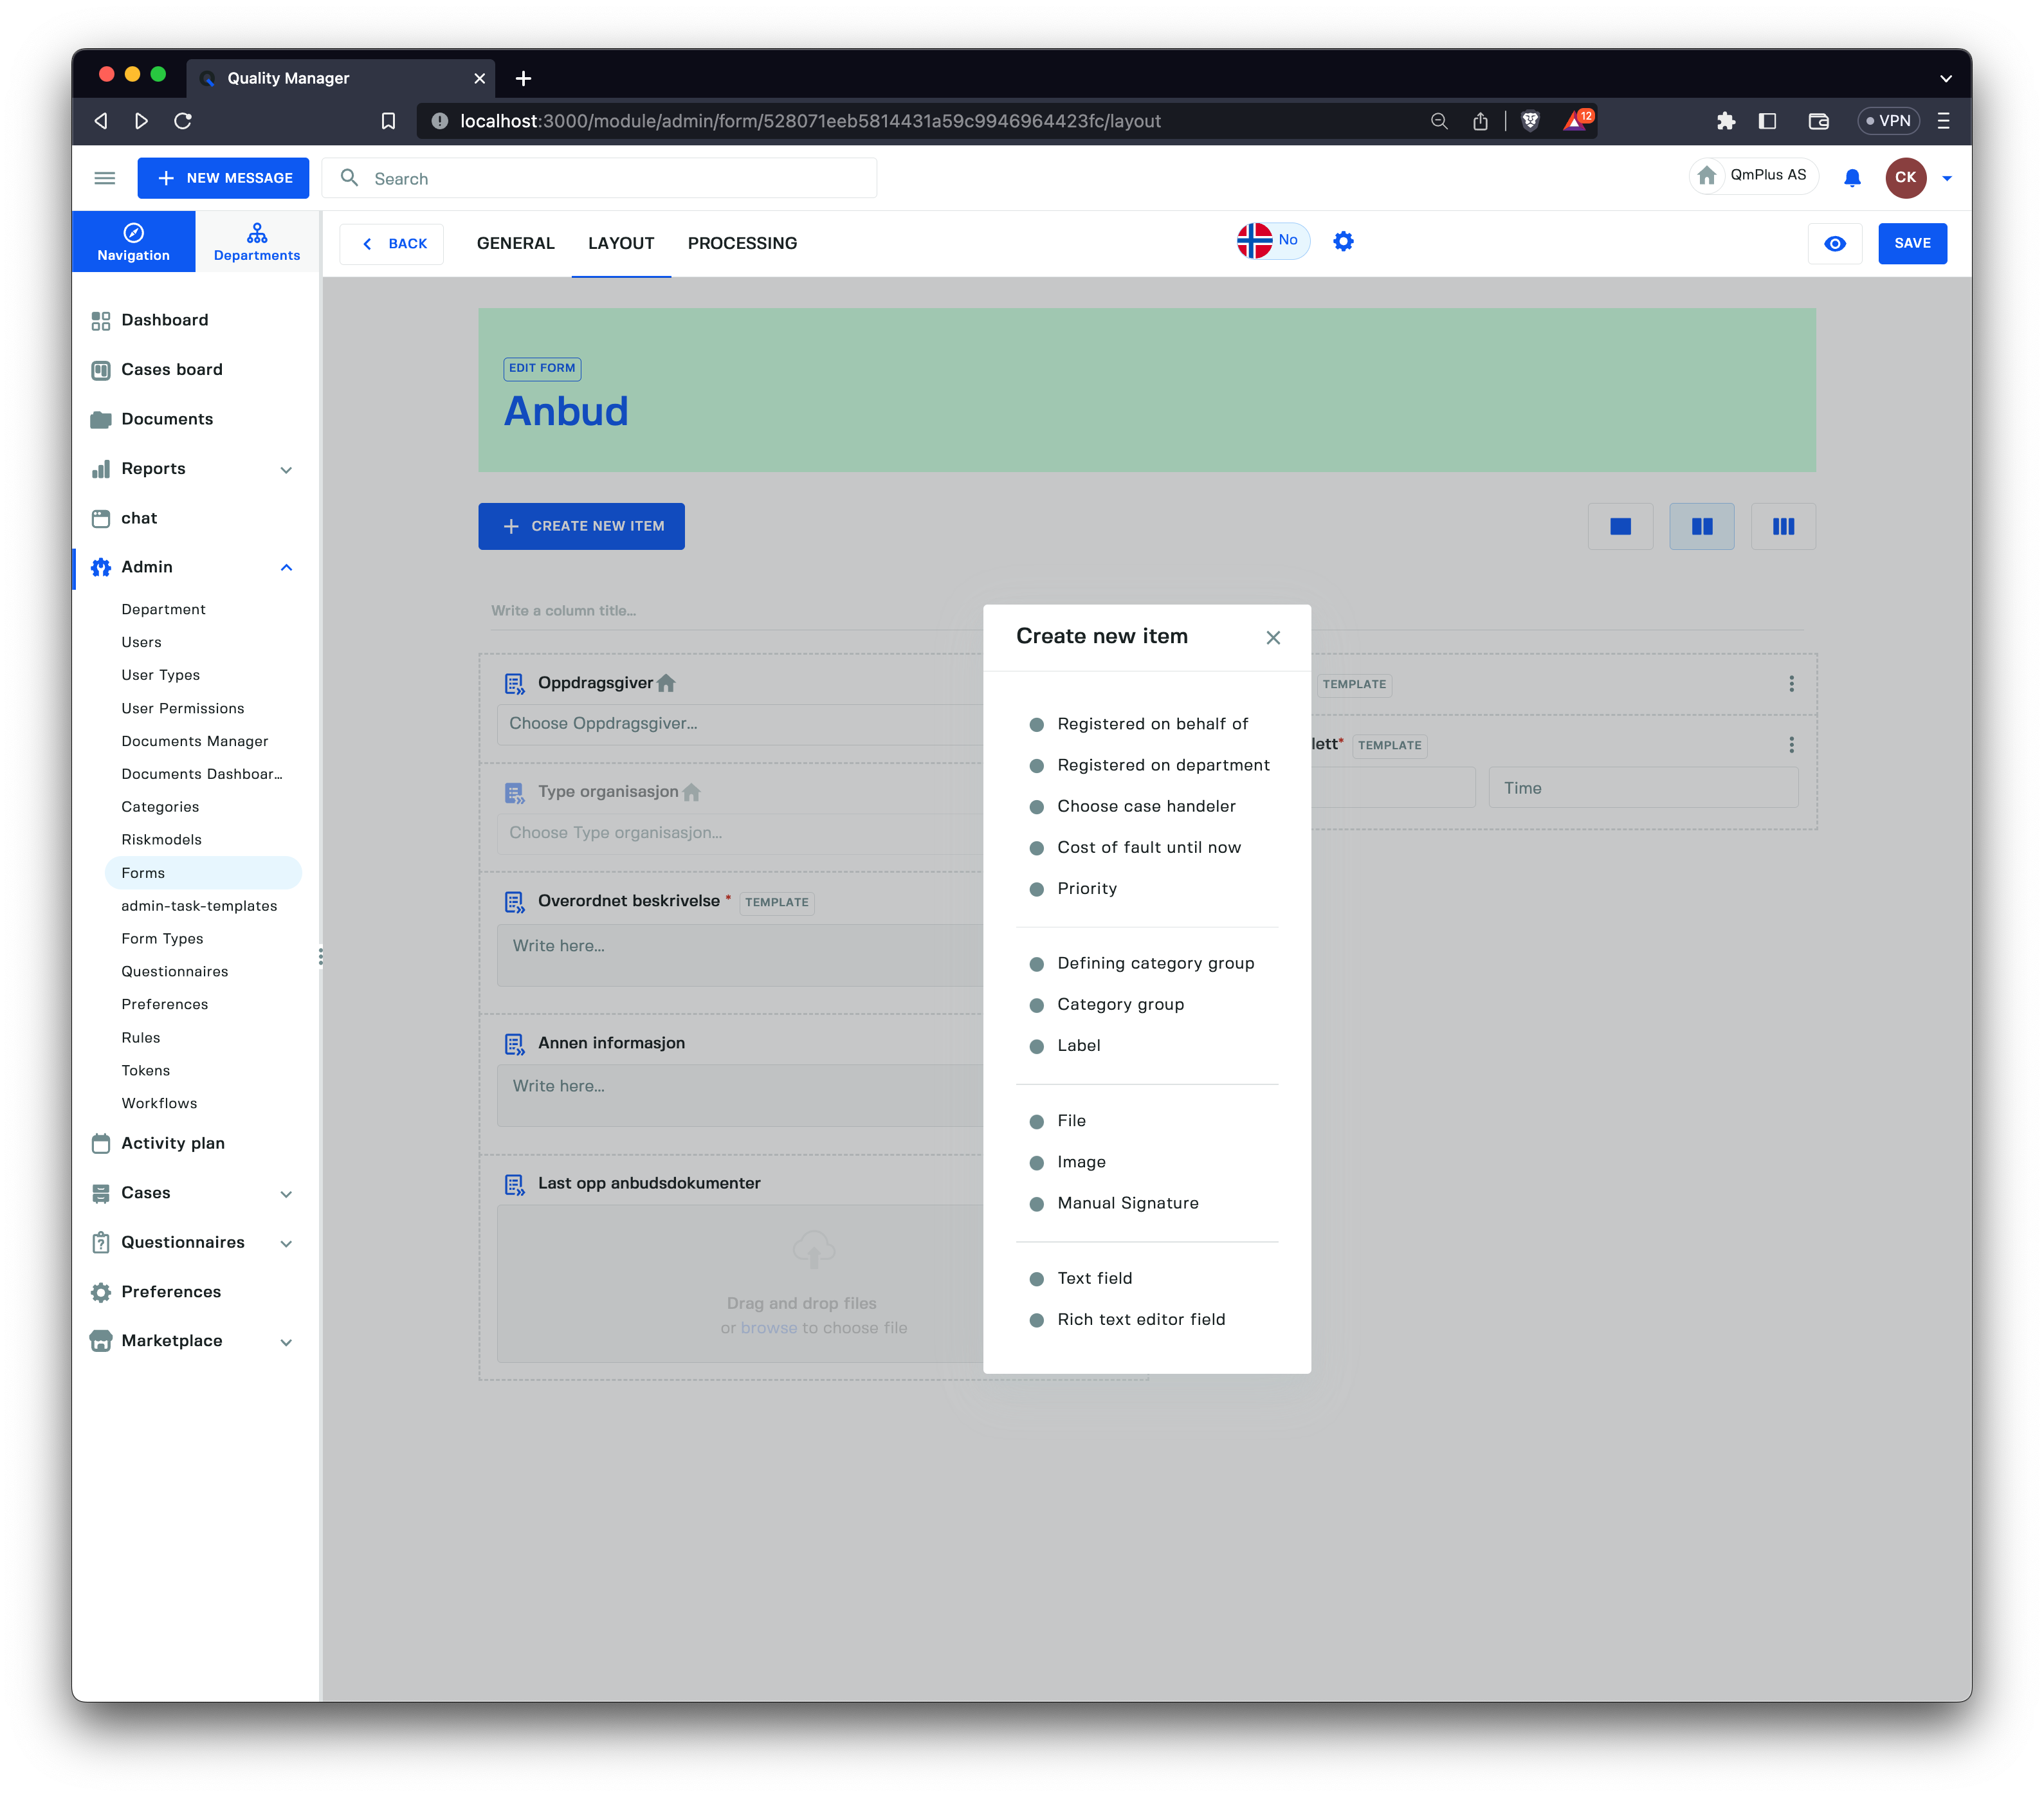 Quality Manager
localhost:3000/module/admin/form/528071eeb5814431a59c9946964423fc/layout
12
VPN
NEW MESSAGE
Search
QmPlus AS
CK
Navigation
Departments
BACK
GENERAL
LAYOUT
PROCESSING
No
SAVE
Dashboard
Cases board
Documents
Reports
chat
Admin
Department
Users
User Types
User Permissions
Documents Manager
Documents Dashboar...
Categories
Riskmodels
Forms
admin-task-templates
Form Types
Questionnaires
Preferences
Rules
Tokens
Workflows
Activity plan
Cases
Questionnaires
Preferences
Marketplace
EDIT FORM
Anbud
CREATE NEW ITEM
Write a column title...
Oppdragsgiver
Choose Oppdragsgiver...
Type organisasjon
Choose Type organisasjon...
Overordnet beskrivelse * TEMPLATE
Write here...
Annen informasjon
Write here...
Last opp anbudsdokumenter
Drag and drop files
or browse to choose file
TEMPLATE
lett* TEMPLATE
Time
Create new item
Registered on behalf of
Registered on department
Choose case handeler
Cost of fault until now
Priority
Defining category group
Category group
Label
File
Image
Manual Signature
Text field
Rich text editor field